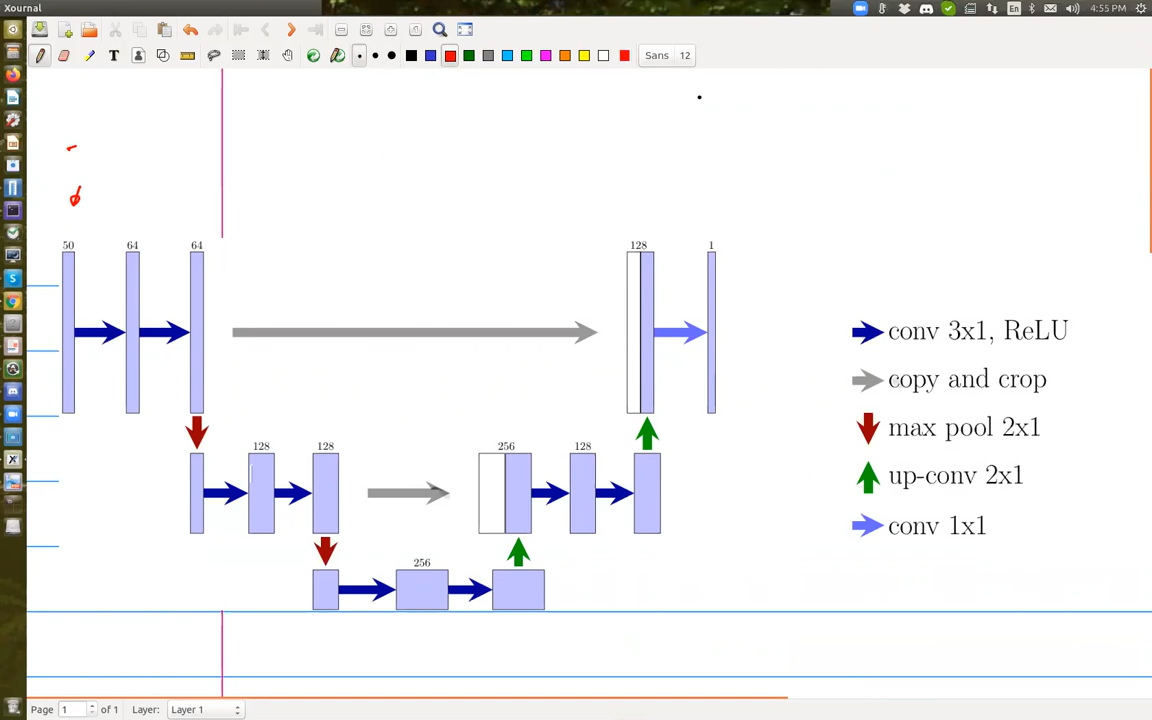 Xournal
En
4:55 PM
Sans 12
50 64 64 128 1
conv 3x1, ReLU
copy and crop
max pool 2x1
128 128 256 128
up-conv 2x1
conv 1x1
256
Page 1 of 1 Layer: Layer 1